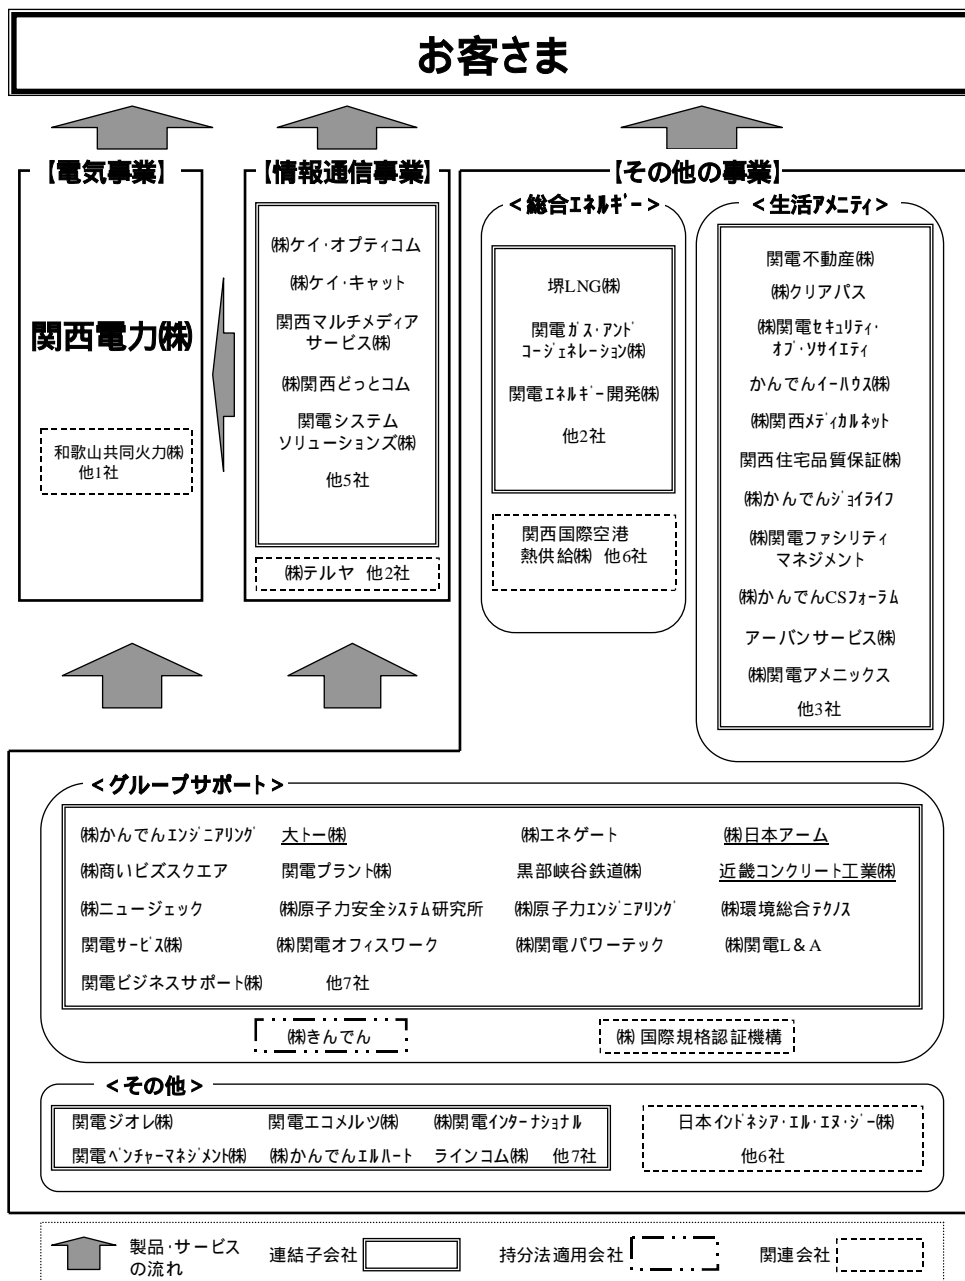 お客さま
【電気事業】
関西電力㈱
和歌山共同火力㈱
他1社
【情報通信事業】
㈱ケイ・オプティコム
㈱ケイ・キャット
関西マルチメディア
サービス㈱
㈱関西どっとコム
関電システム
ソリューションズ㈱
他5社
㈱テルヤ 他2社
【その他の事業】
<総合ｴﾈﾙｷﾞｰ>
堺LNG㈱
関電ｶﾞｽ・ｱﾝﾄﾞ
ｺｰｼﾞｪﾈﾚｰｼｮﾝ㈱
関電ｴﾈﾙｷﾞｰ開発㈱
他2社
関西国際空港
熱供給㈱ 他6社
<生活ｱﾒﾆﾃｨ>
関電不動産㈱
㈱クリアパス
㈱関電ｾｷｭﾘﾃｨ・
ｵﾌﾞ・ｿｻｲｴﾃｨ
かんでんイーﾊｳｽ㈱
㈱関西ﾒﾃﾞｨｶﾙﾈｯﾄ
関西住宅品質保証㈱
㈱かんでんｼﾞｮｲﾗｲﾌ
㈱関電ファシリティ
マネジメント
㈱かんでんCSﾌｫｰﾗﾑ
アーバンサービス㈱
㈱関電アメニックス
他3社
<グループサポート>
㈱かんでんｴﾝｼﾞﾆｱﾘﾝｸﾞ 大トー㈱ ㈱エネゲート ㈱日本アーム
㈱商いビズスクエア 関電プラント㈱ 黒部峡谷鉄道㈱ 近畿コンクリート工業㈱
㈱ニュージェック ㈱原子力安全ｼｽﾃﾑ研究所 ㈱原子力ｴﾝｼﾞﾆｱﾘﾝｸﾞ ㈱環境総合ﾃｸﾉｽ
関電ｻｰﾋﾞｽ㈱ ㈱関電オフィスワーク ㈱関電パワーテック ㈱関電L&A
関電ビジネスサポート㈱ 他7社
㈱きんでん ㈱国際規格認証機構
<その他>
関電ジオレ㈱ 関電エコメルツ㈱ ㈱関電ｲﾝﾀｰﾅｼｮﾅﾙ 日本ｲﾝﾄﾞﾈｼｱ・ｴﾙ・ｴﾇ・ｼﾞｰ㈱
関電ﾍﾞﾝﾁｬｰﾏﾈｼﾞﾒﾝﾄ㈱ ㈱かんでんｴﾙﾊｰﾄ ラインコム㈱ 他7社 他6社
製品・サービス
の流れ
連結子会社 持分法適用会社 関連会社